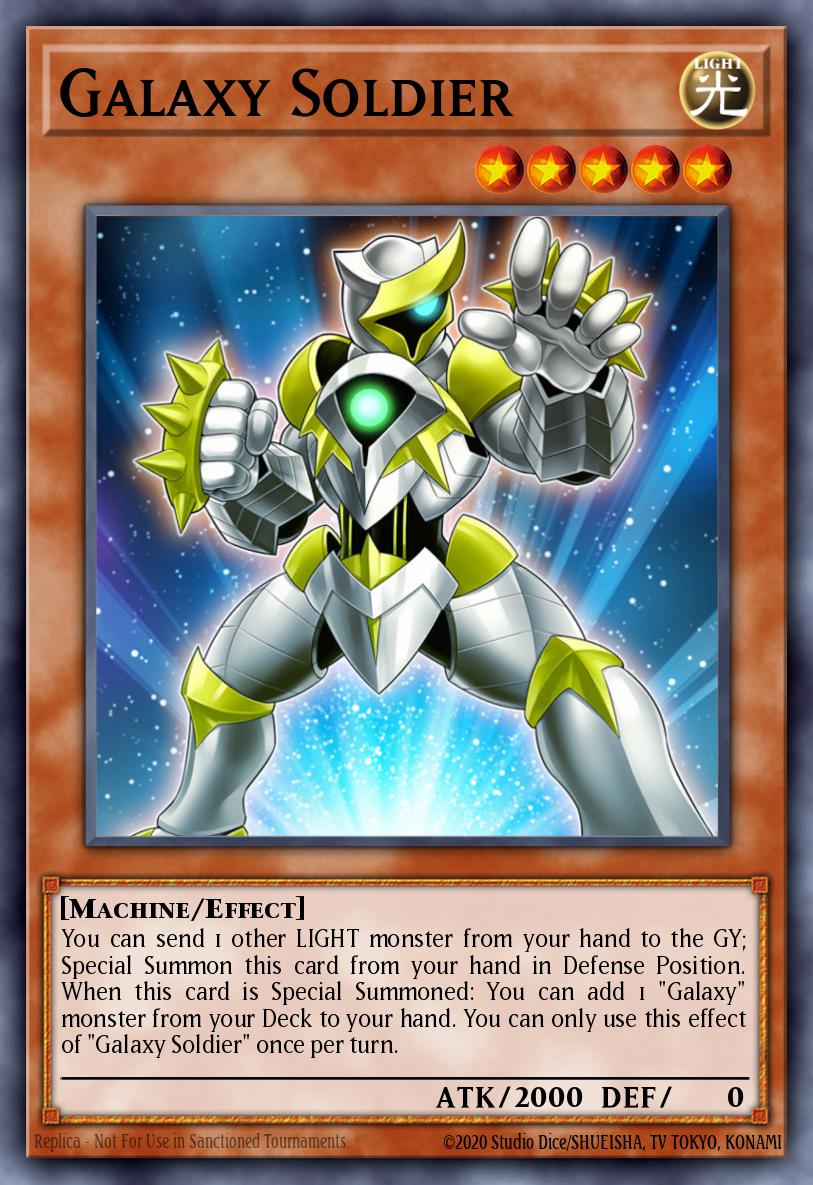 Galaxy Soldier
LIGHT
光
[Machine/Effect]
You can send 1 other LIGHT monster from your hand to the GY;
Special Summon this card from your hand in Defense Position.
When this card is Special Summoned: You can add 1 "Galaxy"
monster from your Deck to your hand. You can only use this effect
of "Galaxy Soldier" once per turn.
ATK/2000 DEF/ 0
Replica - Not For Use in Sanctioned Tournaments.
©2020 Studio Dice/SHUEISHA, TV TOKYO, KONAMI